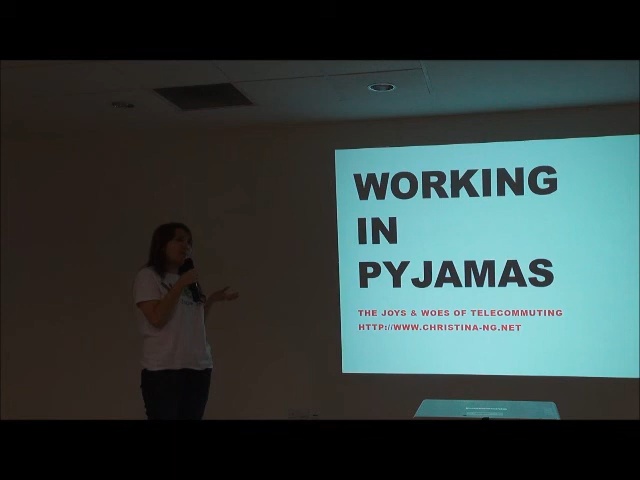 WORKING
IN
PYJAMAS
THE JOYS & WOES OF TELECOMMUTING
HTTP://WWW.CHRISTINA-NG.NET